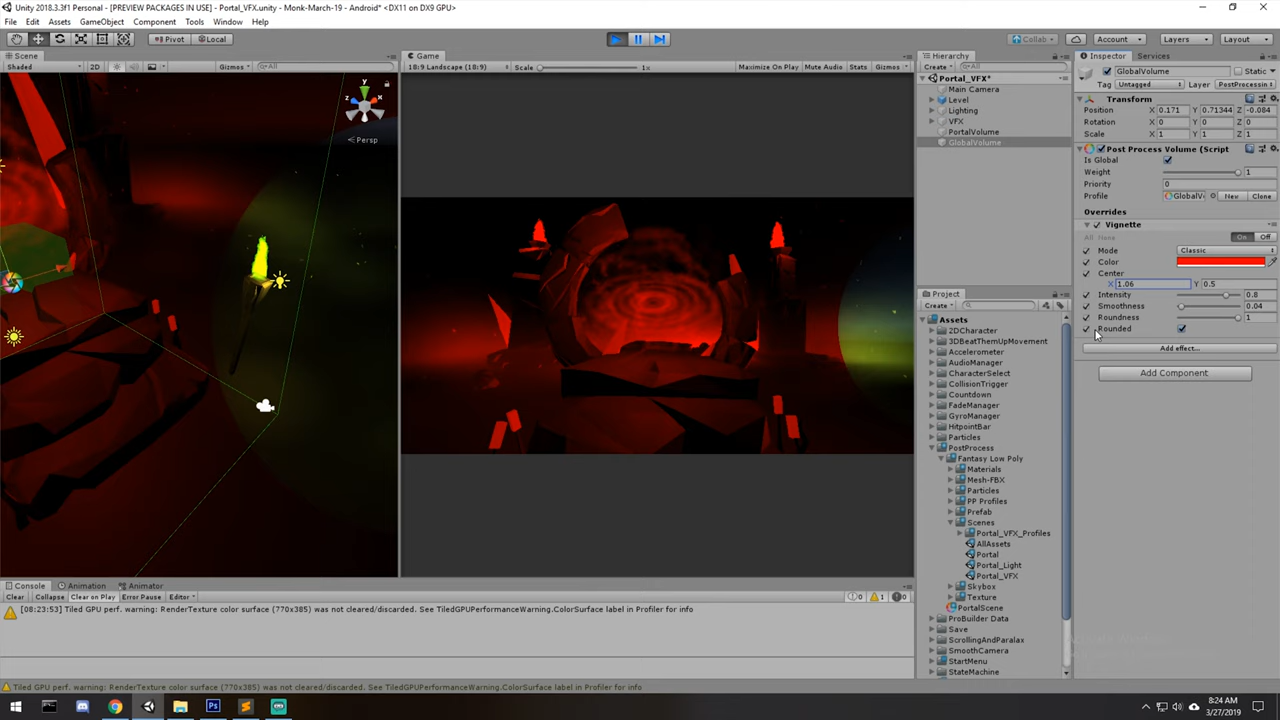 Unity 2018.3.3f1 Personal - [PREVIEW PACKAGES IN USE] - Portal_VFX.unity - Monk-March-19 - Android* <DX11 on DX9 GPU>
File Edit Assets GameObject Component Tools Window Help
Pivot Local Collab Account Layers Layout
Scene
Shaded 2D Gizmos All
y
x
z
Persp
Game
18:9 Landscape (18:9) Scale 1x Maximize On Play Mute Audio Stats Gizmos
Hierarchy
Create All
Portal_VFX*
Main Camera
Level
Lighting
VFX
PortalVolume
GlobalVolume
Project
Create
Assets
2DCharacter
3DBeatThemUpMovement
Accelerometer
AudioManager
CharacterSelect
CollisionTrigger
Countdown
FadeManager
GyroManager
HitpointBar
Particles
PostProcess
Fantasy Low Poly
Materials
Mesh-FBX
Particles
PP Profiles
Prefab
Scenes
Portal_VFX_Profiles
AllAssets
Portal
Portal_Light
Portal_VFX
Skybox
Texture
PortalScene
ProBuilder Data
Save
ScrollingAndParalax
SmoothCamera
StartMenu
StateMachine
Inspector Services
GlobalVolume Static
Tag Untagged Layer PostProcessin
Transform
Position X 0.171 Y 0.71344 Z -0.084
Rotation X 0 Y 0 Z 0
Scale X 1 Y 1 Z 1
Post Process Volume (Script
Is Global
Weight 1
Priority 0
Profile GlobalV New Clone
Overrides
Vignette
All None On Off
Mode Classic
Color
Center
X 1.06 Y 0.5
Intensity 0.8
Smoothness 0.04
Roundness 1
Rounded
Add effect...
Add Component
Console Animation Animator
Clear Collapse Clear on Play Error Pause Editor 0 1 0
[08:23:53] Tiled GPU perf. warning: RenderTexture color surface (770x385) was not cleared/discarded. See TiledGPUPerformanceWarning.ColorSurface label in Profiler for info
Tiled GPU perf. warning: RenderTexture color surface (770x385) was not cleared/discarded. See TiledGPUPerformanceWarning.ColorSurface label in Profiler for info
8:24 AM
3/27/2019